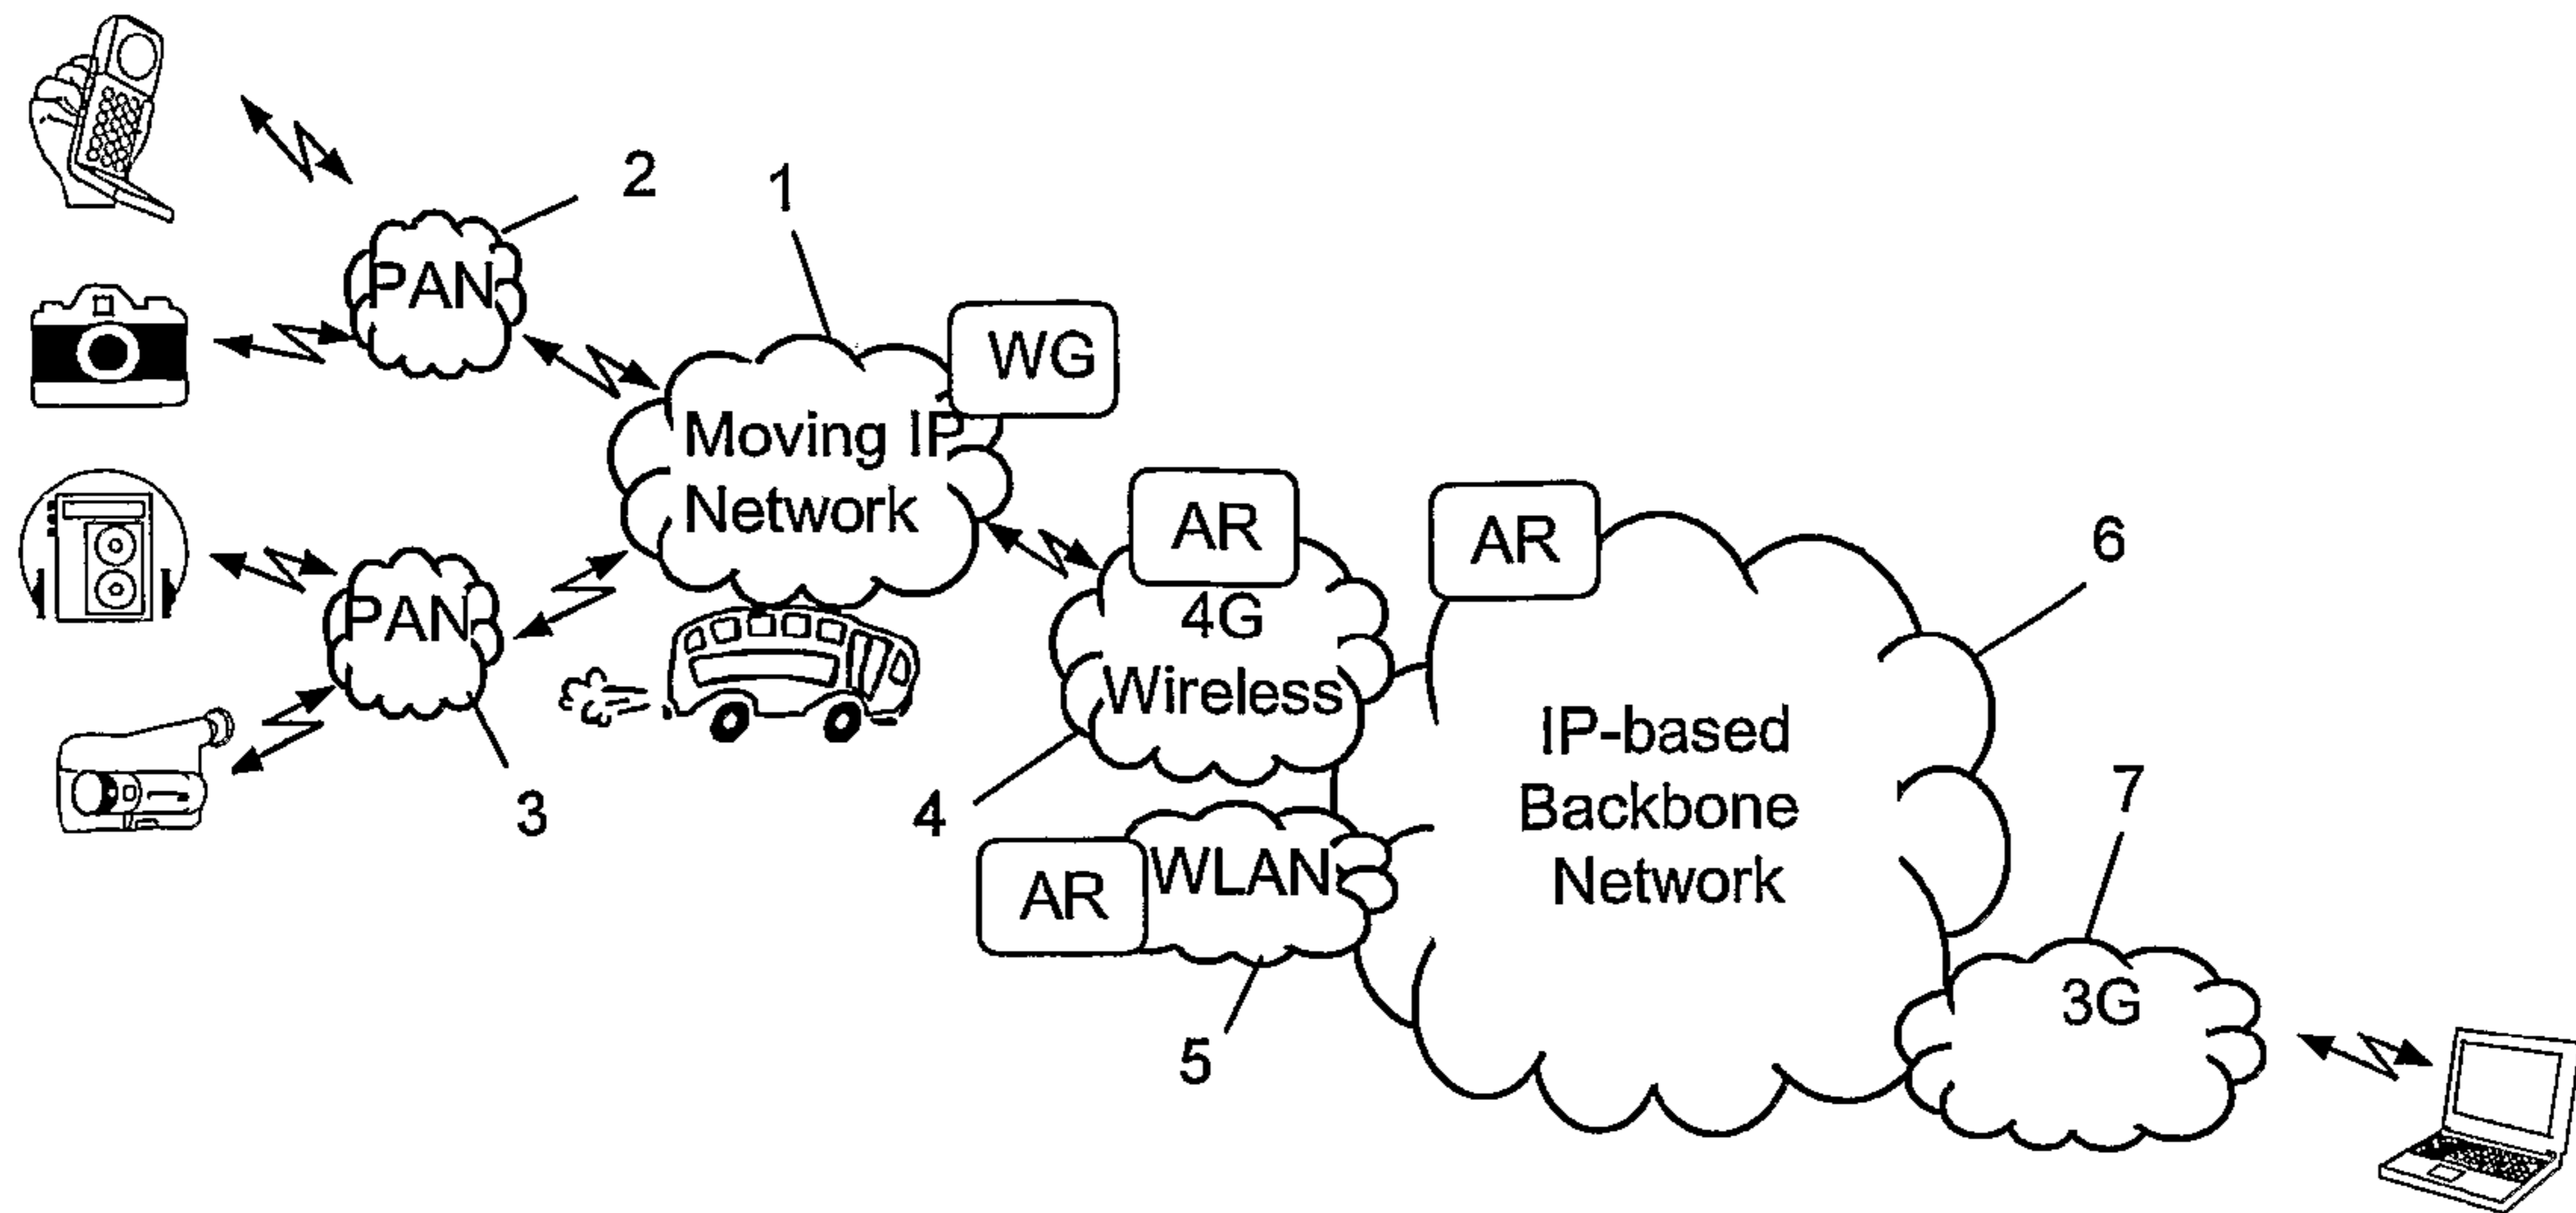 2
1
PAN
WG
Moving IP
Network
AR
AR
6
4G
Wireless
PAN
IP-based
Backbone
Network
3
4
7
WLAN
AR
3G
5